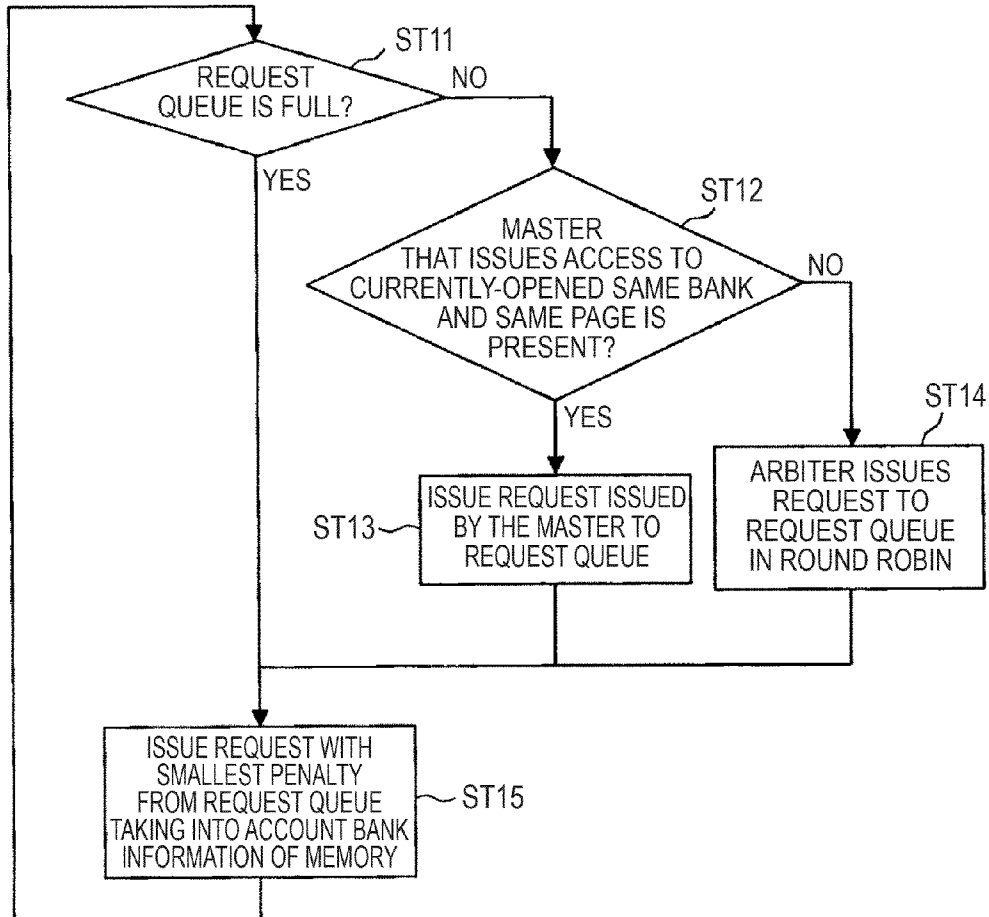 ST11
REQUEST
QUEUE IS FULL?
NO
YES
ST12
MASTER
THAT ISSUES ACCESS TO
CURRENTLY-OPENED SAME BANK
AND SAME PAGE IS
PRESENT?
NO
YES
ST14
ST13
ISSUE REQUEST ISSUED
BY THE MASTER TO
REQUEST QUEUE
ARBITER ISSUES
REQUEST TO
REQUEST QUEUE
IN ROUND ROBIN
ISSUE REQUEST WITH
SMALLEST PENALTY
FROM REQUEST QUEUE
TAKING INTO ACCOUNT BANK
INFORMATION OF MEMORY
ST15